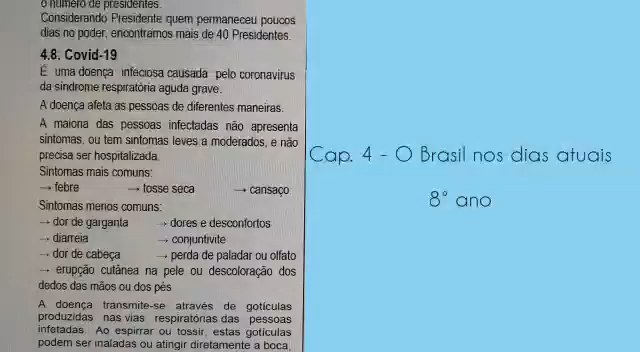 o número de presidentes.
Considerando Presidente quem permaneceu poucos
dias no poder, encontramos mais de 40 Presidentes.
4.8. Covid-19
É uma doença infeciosa causada pelo coronavirus
da síndrome respiratória aguda grave.
A doença afeta as pessoas de diferentes maneiras.
A maioria das pessoas infectadas não apresenta
sintomas, ou tem sintomas leves a moderados, e não
precisa ser hospitalizada.
Sintomas mais comuns:
→ febre → tosse seca → cansaço
Sintomas menos comuns:
→ dor de garganta → dores e desconfortos
→ diarreia → conjuntivite
→ dor de cabeça → perda de paladar ou olfato
→ erupção cutânea na pele ou descoloração dos
dedos das mãos ou dos pés
A doença transmite-se através de gotículas
produzidas nas vias respiratórias das pessoas
infetadas. Ao espirrar ou tossir, estas gotículas
podem ser inaladas ou atingir diretamente a boca,
Cap. 4 - O Brasil nos dias atuais
8° ano